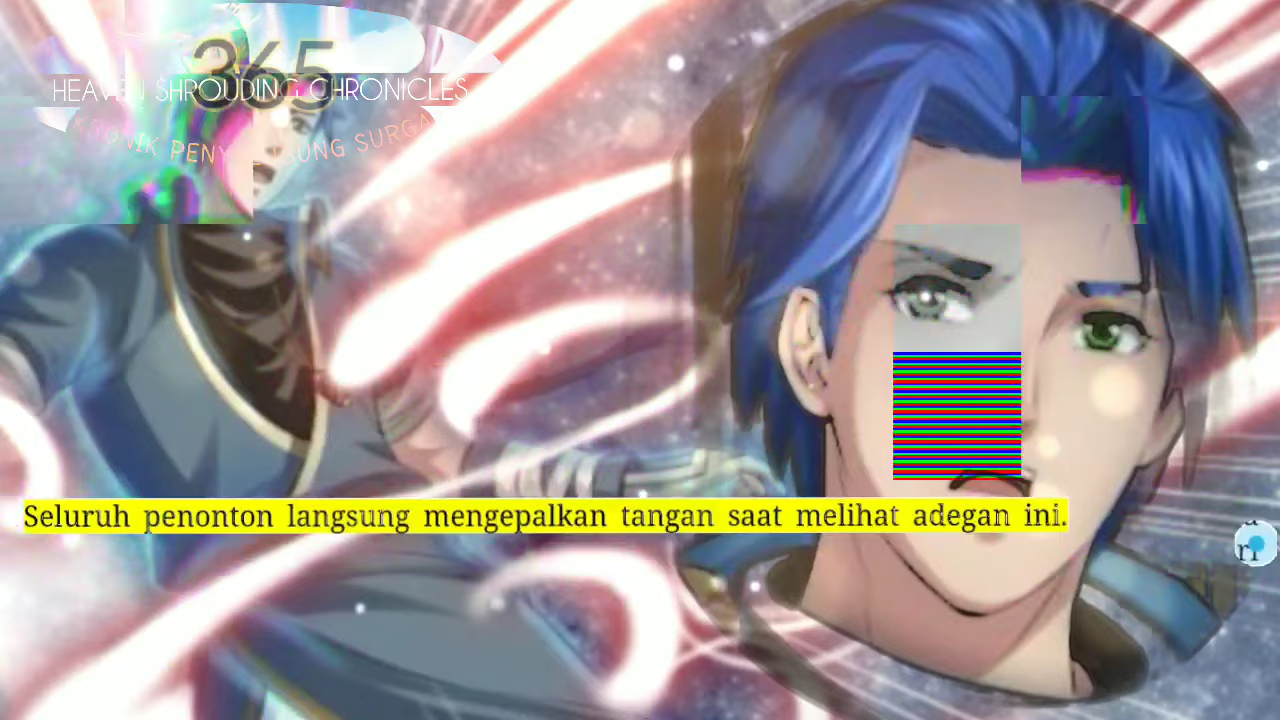 365
HEAVEN SHROUDING CHRONICLES
Seluruh penonton langsung mengepalkan tangan saat melihat adegan ini.